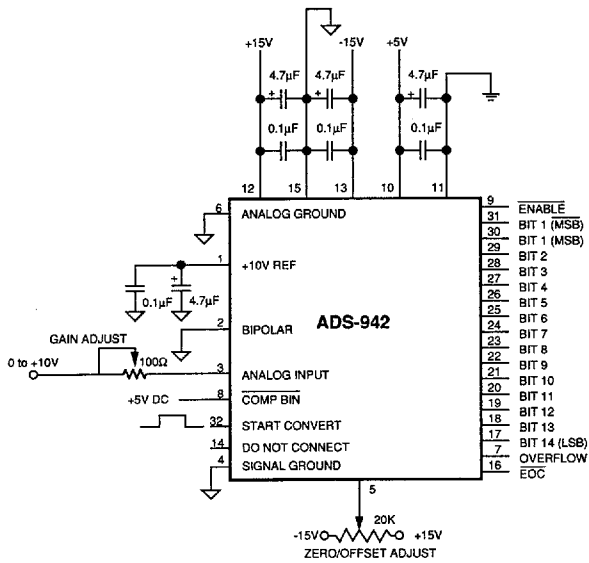 +15V
-15V
+5V
4.7µF
+
4.7µF
+
4.7µF
+
0.1µF
0.1µF
0.1µF
12
15
13
10
11
6
ANALOG GROUND
1
+10V REF
+
0.1µF
4.7µF
2
BIPOLAR
ADS-942
GAIN ADJUST
0 to +10V
100Ω
3
ANALOG INPUT
+5V DC
8
COMP BIN
32
START CONVERT
14
DO NOT CONNECT
4
SIGNAL GROUND
9
ENABLE
31
BIT 1 (MSB)
30
BIT 1 (MSB)
29
BIT 2
28
BIT 3
27
BIT 4
26
BIT 5
25
BIT 6
24
BIT 7
23
BIT 8
22
BIT 9
21
BIT 10
20
BIT 11
19
BIT 12
18
BIT 13
17
BIT 14 (LSB)
7
OVERFLOW
16
EOC
5
20K
-15V
+15V
ZERO/OFFSET ADJUST